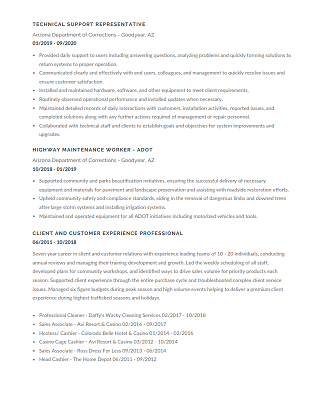 TECHNICAL SUPPORT REPRESENTATIVE
Arizona Department of Corrections - Goodyear, AZ
01/2019 - 09/2020
• Provided daily support to users including answering questions, analyzing problems and quickly forming solutions to
return systems to proper operation.
• Communicated clearly and effectively with end users, colleagues, and management to quickly resolve issues and
ensure customer satisfaction.
• Installed and maintained hardware, software, and other equipment to meet client requirements.
• Routinely observed operational performance and installed updates when necessary.
• Maintained detailed records of daily interactions with customers, installation activities, reported issues, and
completed solutions along with any further actions required of management or repair personnel.
• Collaborated with technical staff and clients to establish goals and objectives for system improvements and
upgrades.
HIGHWAY MAINTENANCE WORKER - ADOT
Arizona Department of Corrections - Goodyear, AZ
10/2018 - 01/2019
• Supported community and parks beautification initiatives, ensuring the successful delivery of necessary,
equipment and materials for pavement and landscape preservation and assisting with roadside restoration efforts.
• Upheld community safety and compliance standards, aiding in the removal of dangerous limbs and downed trees
after large storm systems and installing irrigation systems.
• Maintained and operated equipment for all ADOT initiatives including motorized vehicles and tools.
CLIENT AND CUSTOMER EXPERIENCE PROFESSIONAL
06/2011 - 10/2018
Seven year career in client and customer relations with experience leading teams of 10 - 20 individuals, conducting
annual reviews and managing their training development and growth. Led the weekly scheduling of all staff,
developed plans for community workshops, and identified ways to drive sales volume for priority products each
season. Supported client experience through the entire purchase cycle and troubleshooted complex client service
issues. Managed six figure budgets during peak season and high volume events helping to deliver a premium client
experience during highest trafficked seasons and holidays.
• Professional Cleaner - Daffy's Wacky Cleaning Services 02/2017 - 10/2018
• Sales Associate - Avi Resort & Casino 02/2016 - 09/2017
• Hostess/ Cashier - Colorado Belle Hotel & Casino 01/2014 - 02/2016
• Casino Cage Cashier - Avi Resort & Casino 03/2012 - 10/2014
• Sales Associate - Ross Dress For Less 09/2013 - 06/2014
• Head Cashier - The Home Depot 06/2011 - 09/2012